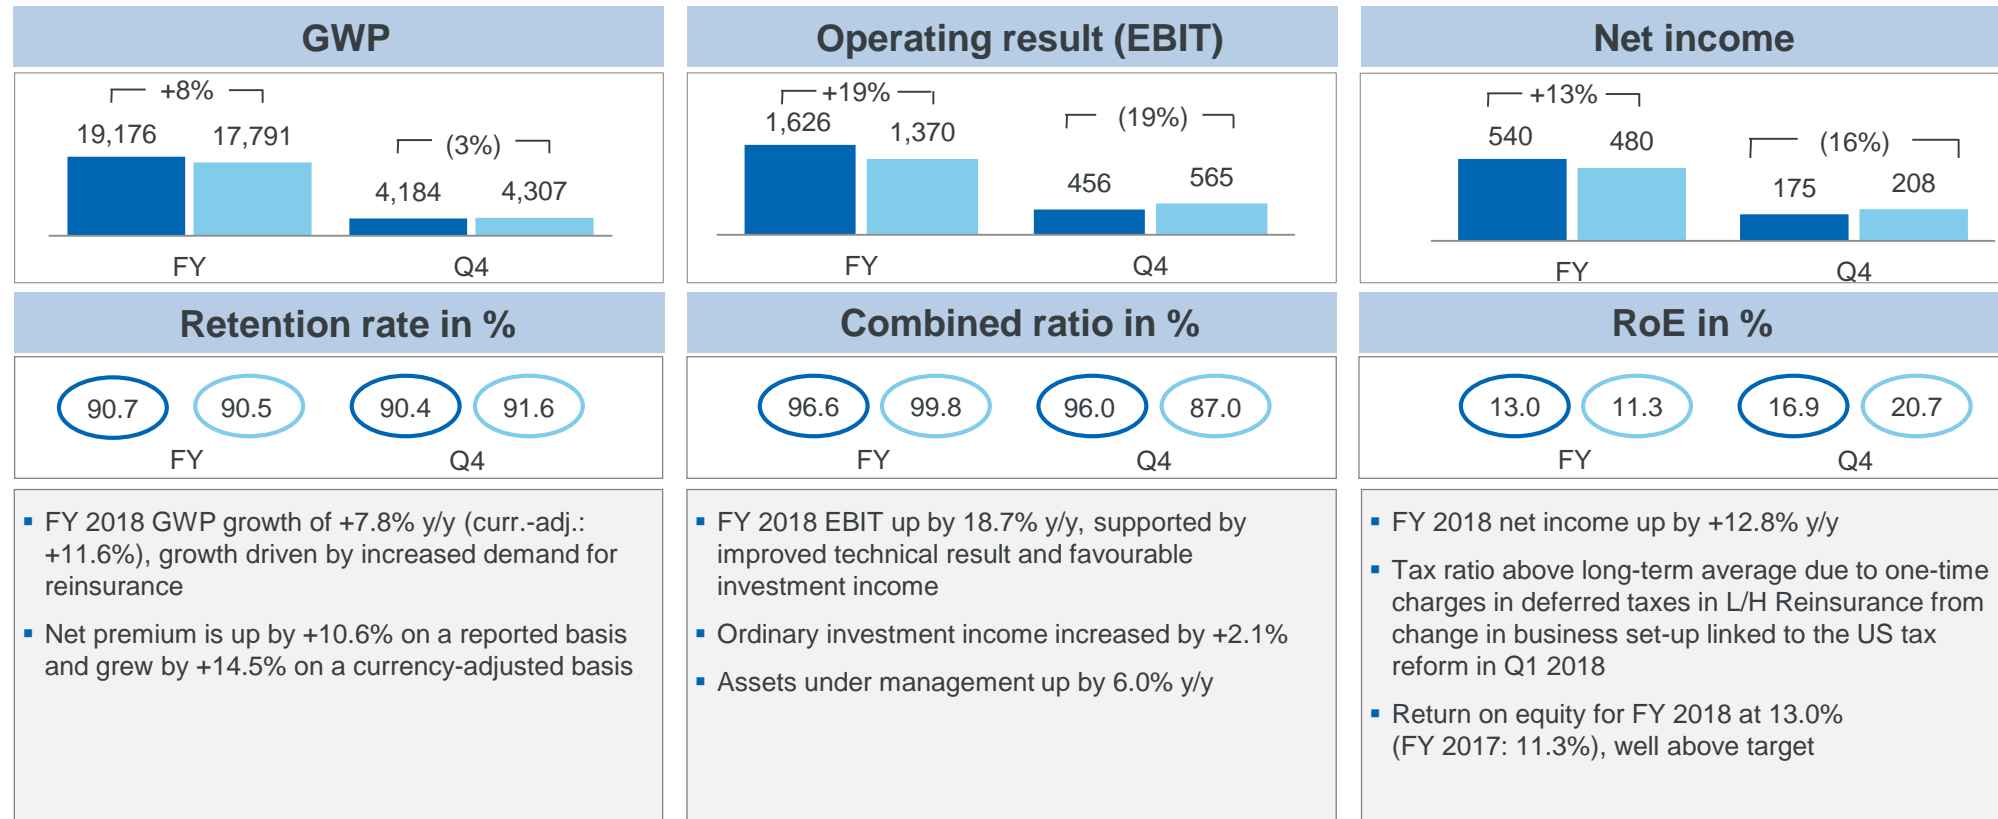 GWP
+8%
19,176
17,791
(3%)
4,184
4,307
FY
Q4
Operating result (EBIT)
+19%
1,626
1,370
(19%)
456
565
FY
Q4
Net income
+13%
540
480
(16%)
175
208
FY
Q4
Retention rate in %
90.7
90.5
90.4
91.6
FY
Q4
Combined ratio in %
96.6
99.8
96.0
87.0
FY
Q4
RoE in %
13.0
11.3
16.9
20.7
FY
Q4
▪ FY 2018 GWP growth of +7.8% y/y (curr.-adj.:
+11.6%), growth driven by increased demand for
reinsurance
▪ Net premium is up by +10.6% on a reported basis
and grew by +14.5% on a currency-adjusted basis
▪ FY 2018 EBIT up by 18.7% y/y, supported by
improved technical result and favourable
investment income
▪ Ordinary investment income increased by +2.1%
▪ Assets under management up by 6.0% y/y
▪ FY 2018 net income up by +12.8% y/y
▪ Tax ratio above long-term average due to one-time
charges in deferred taxes in L/H Reinsurance from
change in business set-up linked to the US tax
reform in Q1 2018
▪ Return on equity for FY 2018 at 13.0%
(FY 2017: 11.3%), well above target